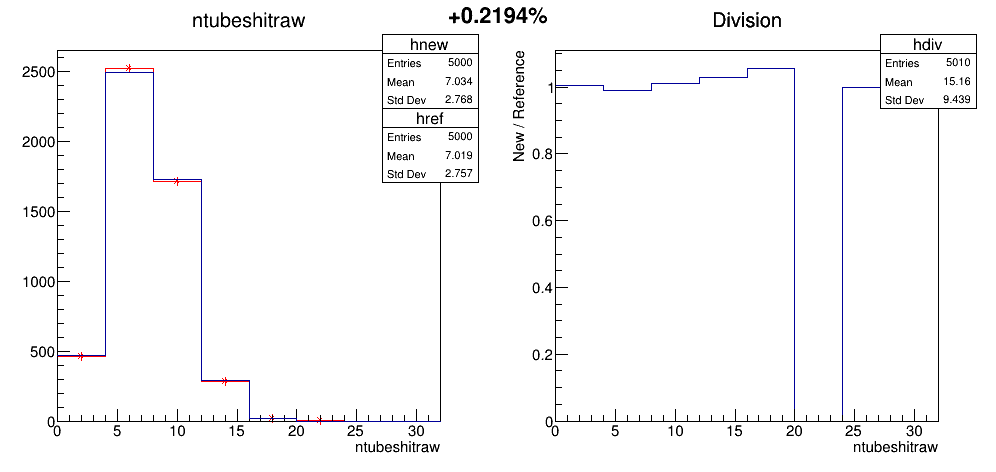 +0.2194%
ntubeshitraw
hnew
Entries 5000
Mean 7.034
Std Dev 2.768
href
Entries 5000
Mean 7.019
Std Dev 2.757
2500
2000
1500
1000
500
0
0 5 10 15 20 25 30
ntubeshitraw
Division
hdiv
Entries 5010
Mean 15.16
Std Dev 9.439
New / Reference
1
0.8
0.6
0.4
0.2
0
0 5 10 15 20 25 30
ntubeshitraw